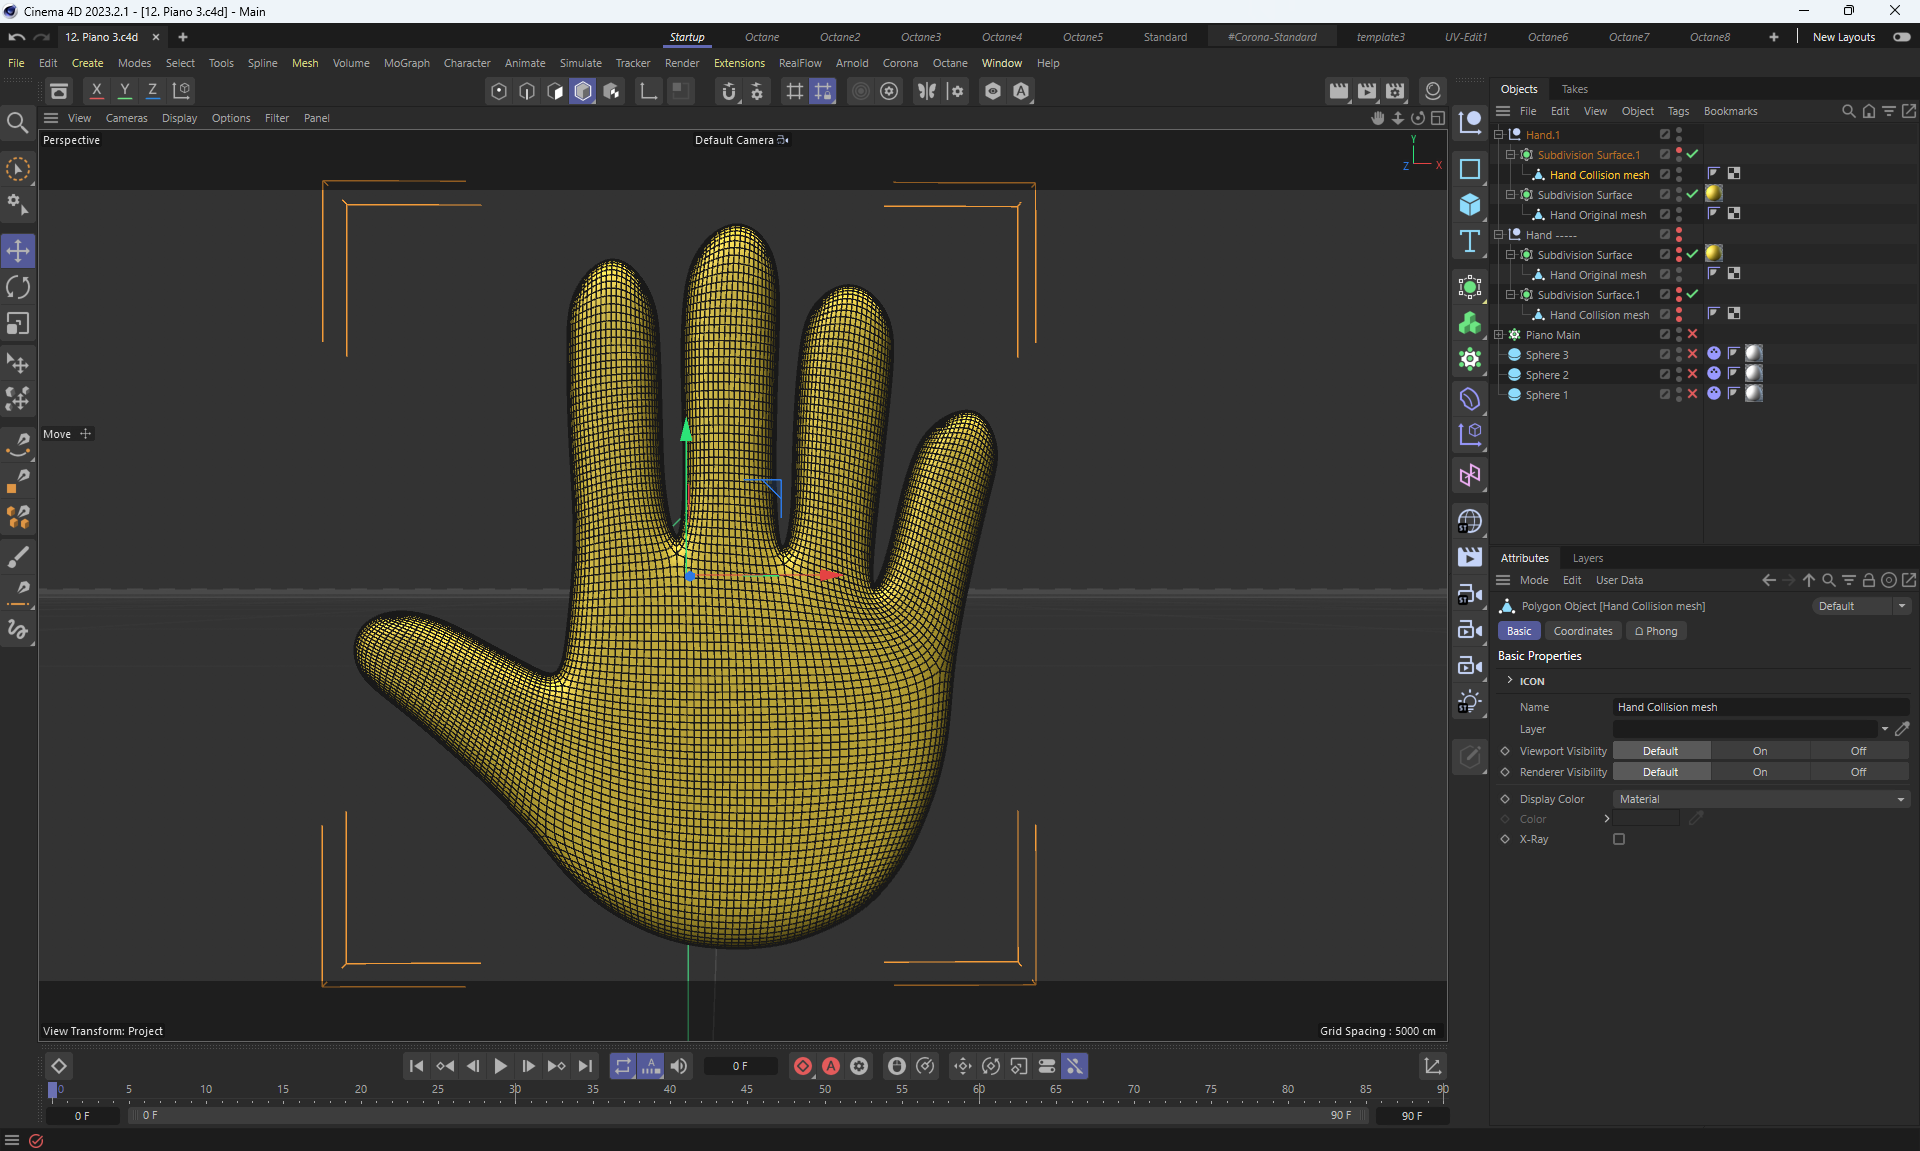 Cinema 4D 2023.2.1 - [12. Piano 3.c4d] - Main
12. Piano 3.c4d
Startup Octane Octane2 Octane3 Octane4 Octane5 Standard #Corona-Standard template3 UV-Edit1 Octane6 Octane7 Octane8 New Layouts
File Edit Create Modes Select Tools Spline Mesh Volume MoGraph Character Animate Simulate Tracker Render Extensions RealFlow Arnold Corona Octane Window Help
X Y Z
Objects Takes
View Cameras Display Options Filter Panel
File Edit View Object Tags Bookmarks
Perspective
Default Camera
Y
Z X
Hand.1
Subdivision Surface.1
Hand Collision mesh
Subdivision Surface
Hand Original mesh
Hand -----
Subdivision Surface
Hand Original mesh
Subdivision Surface.1
Hand Collision mesh
Piano Main
Sphere 3
Sphere 2
Sphere 1
Move
Attributes Layers
Mode Edit User Data
Polygon Object [Hand Collision mesh] Default
Basic Coordinates Phong
Basic Properties
ICON
Name Hand Collision mesh
Layer
Viewport Visibility Default On Off
Renderer Visibility Default On Off
Display Color Material
Color
X-Ray
View Transform: Project
Grid Spacing : 5000 cm
0 F
0 5 10 15 20 25 30 35 40 45 50 55 60 65 70 75 80 85 90
0 F 0 F 90 F 90 F